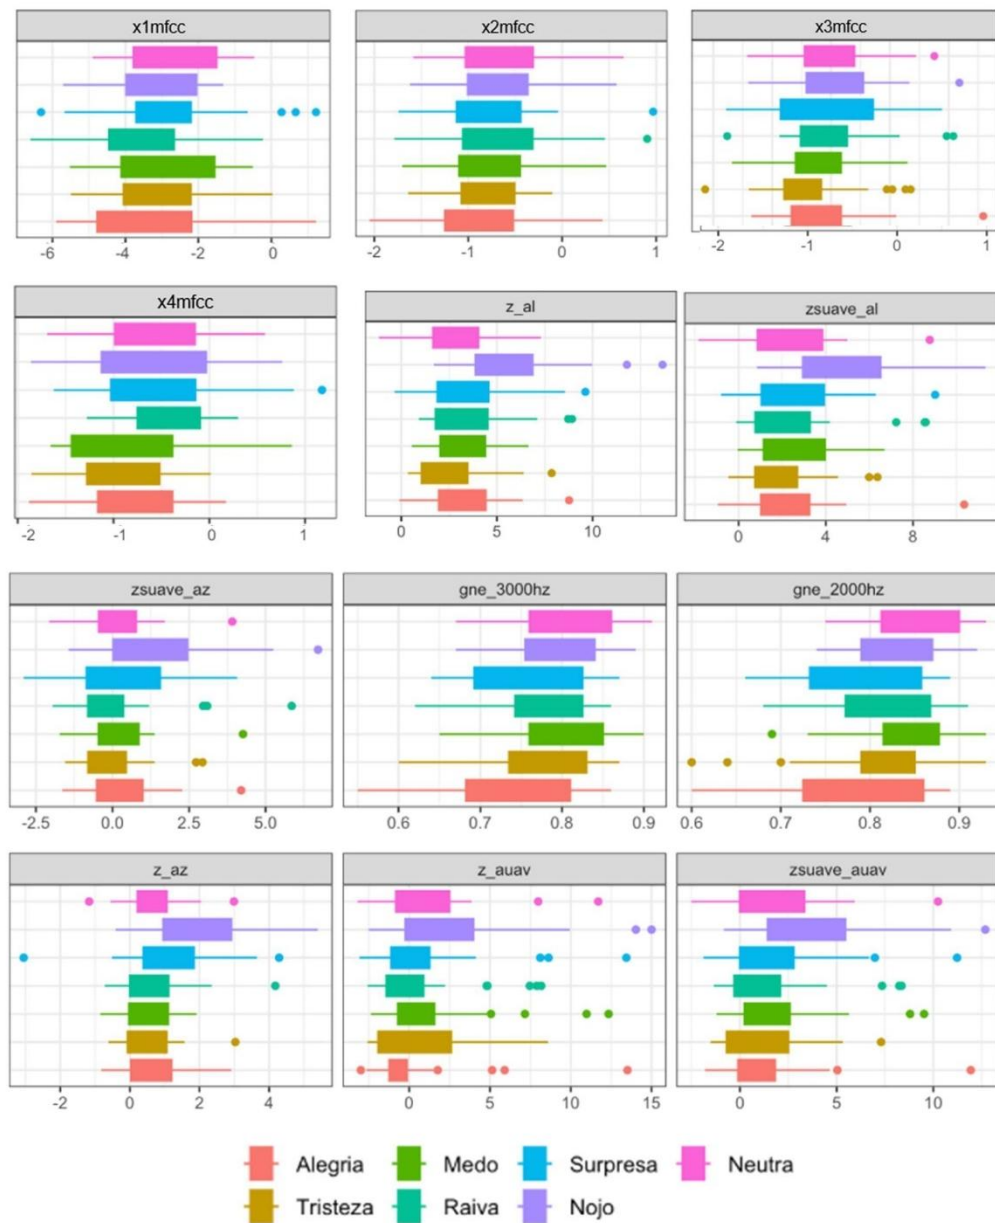 x1mfcc x2mfcc x3mfcc
-6 -4 -2 0 -2 -1 0 1 -2 -1 0 1
x4mfcc z_al zsuave_al
-2 -1 0 1 0 5 10 0 4 8
zsuave_az gne_3000hz gne_2000hz
-2.5 0.0 2.5 5.0 0.6 0.7 0.8 0.9 0.6 0.7 0.8 0.9
z_az z_auav zsuave_auav
-2 0 2 4 0 5 10 15 0 5 10
Alegria Medo Surpresa Neutra
Tristeza Raiva Nojo